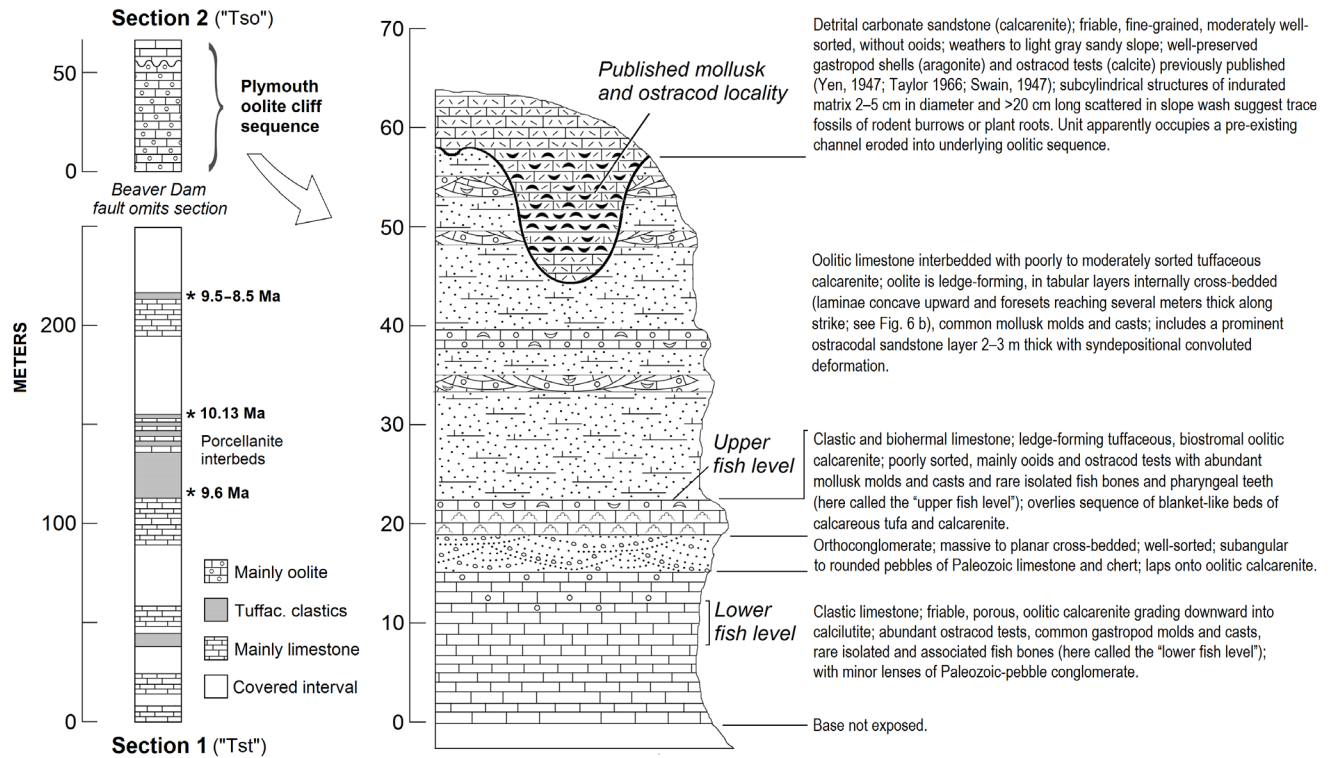 Section 2 ("Tso")
50
0
Plymouth
oolite cliff
sequence
Beaver Dam
fault omits section
METERS
200
100
0
* 9.5–8.5 Ma
* 10.13 Ma
Porcellanite
interbeds
* 9.6 Ma
Mainly oolite
Tuffac. clastics
Mainly limestone
Covered interval
Section 1 ("Tst")
70
60
50
40
30
20
10
0
Published mollusk
and ostracod locality
Upper
fish level
Lower
fish level
Detrital carbonate sandstone (calcarenite); friable, fine-grained, moderately well-
sorted, without ooids; weathers to light gray sandy slope; well-preserved
gastropod shells (aragonite) and ostracod tests (calcite) previously published
(Yen, 1947; Taylor 1966; Swain, 1947); subcylindrical structures of indurated
matrix 2–5 cm in diameter and >20 cm long scattered in slope wash suggest trace
fossils of rodent burrows or plant roots. Unit apparently occupies a pre-existing
channel eroded into underlying oolitic sequence.
Oolitic limestone interbedded with poorly to moderately sorted tuffaceous
calcarenite; oolite is ledge-forming, in tabular layers internally cross-bedded
(laminae concave upward and foresets reaching several meters thick along
strike; see Fig. 6 b), common mollusk molds and casts; includes a prominent
ostracodal sandstone layer 2–3 m thick with syndepositional convoluted
deformation.
Clastic and biohermal limestone; ledge-forming tuffaceous, biostromal oolitic
calcarenite; poorly sorted, mainly ooids and ostracod tests with abundant
mollusk molds and casts and rare isolated fish bones and pharyngeal teeth
(here called the “upper fish level”); overlies sequence of blanket-like beds of
calcareous tufa and calcarenite.
Orthoconglomerate; massive to planar cross-bedded; well-sorted; subangular
to rounded pebbles of Paleozoic limestone and chert; laps onto oolitic calcarenite.
Clastic limestone; friable, porous, oolitic calcarenite grading downward into
calcilutite; abundant ostracod tests, common gastropod molds and casts,
rare isolated and associated fish bones (here called the “lower fish level”);
with minor lenses of Paleozoic-pebble conglomerate.
Base not exposed.